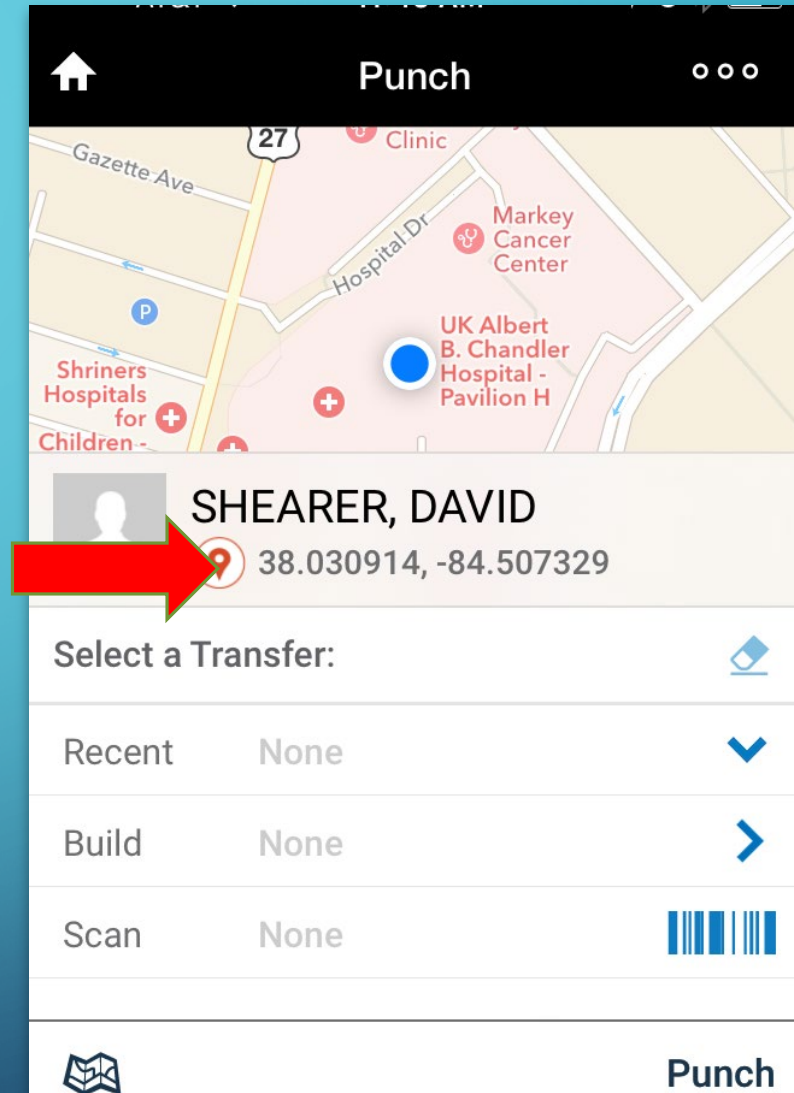 Punch
27
Clinic
Gazette Ave
Markey
Cancer
Center
Hospital Dr
P
UK Albert
B. Chandler
Hospital -
Pavilion H
Shriners
Hospitals
for
Children -
SHEARER, DAVID
38.030914, -84.507329
Select a Transfer:
Recent None
Build None
Scan None
Punch